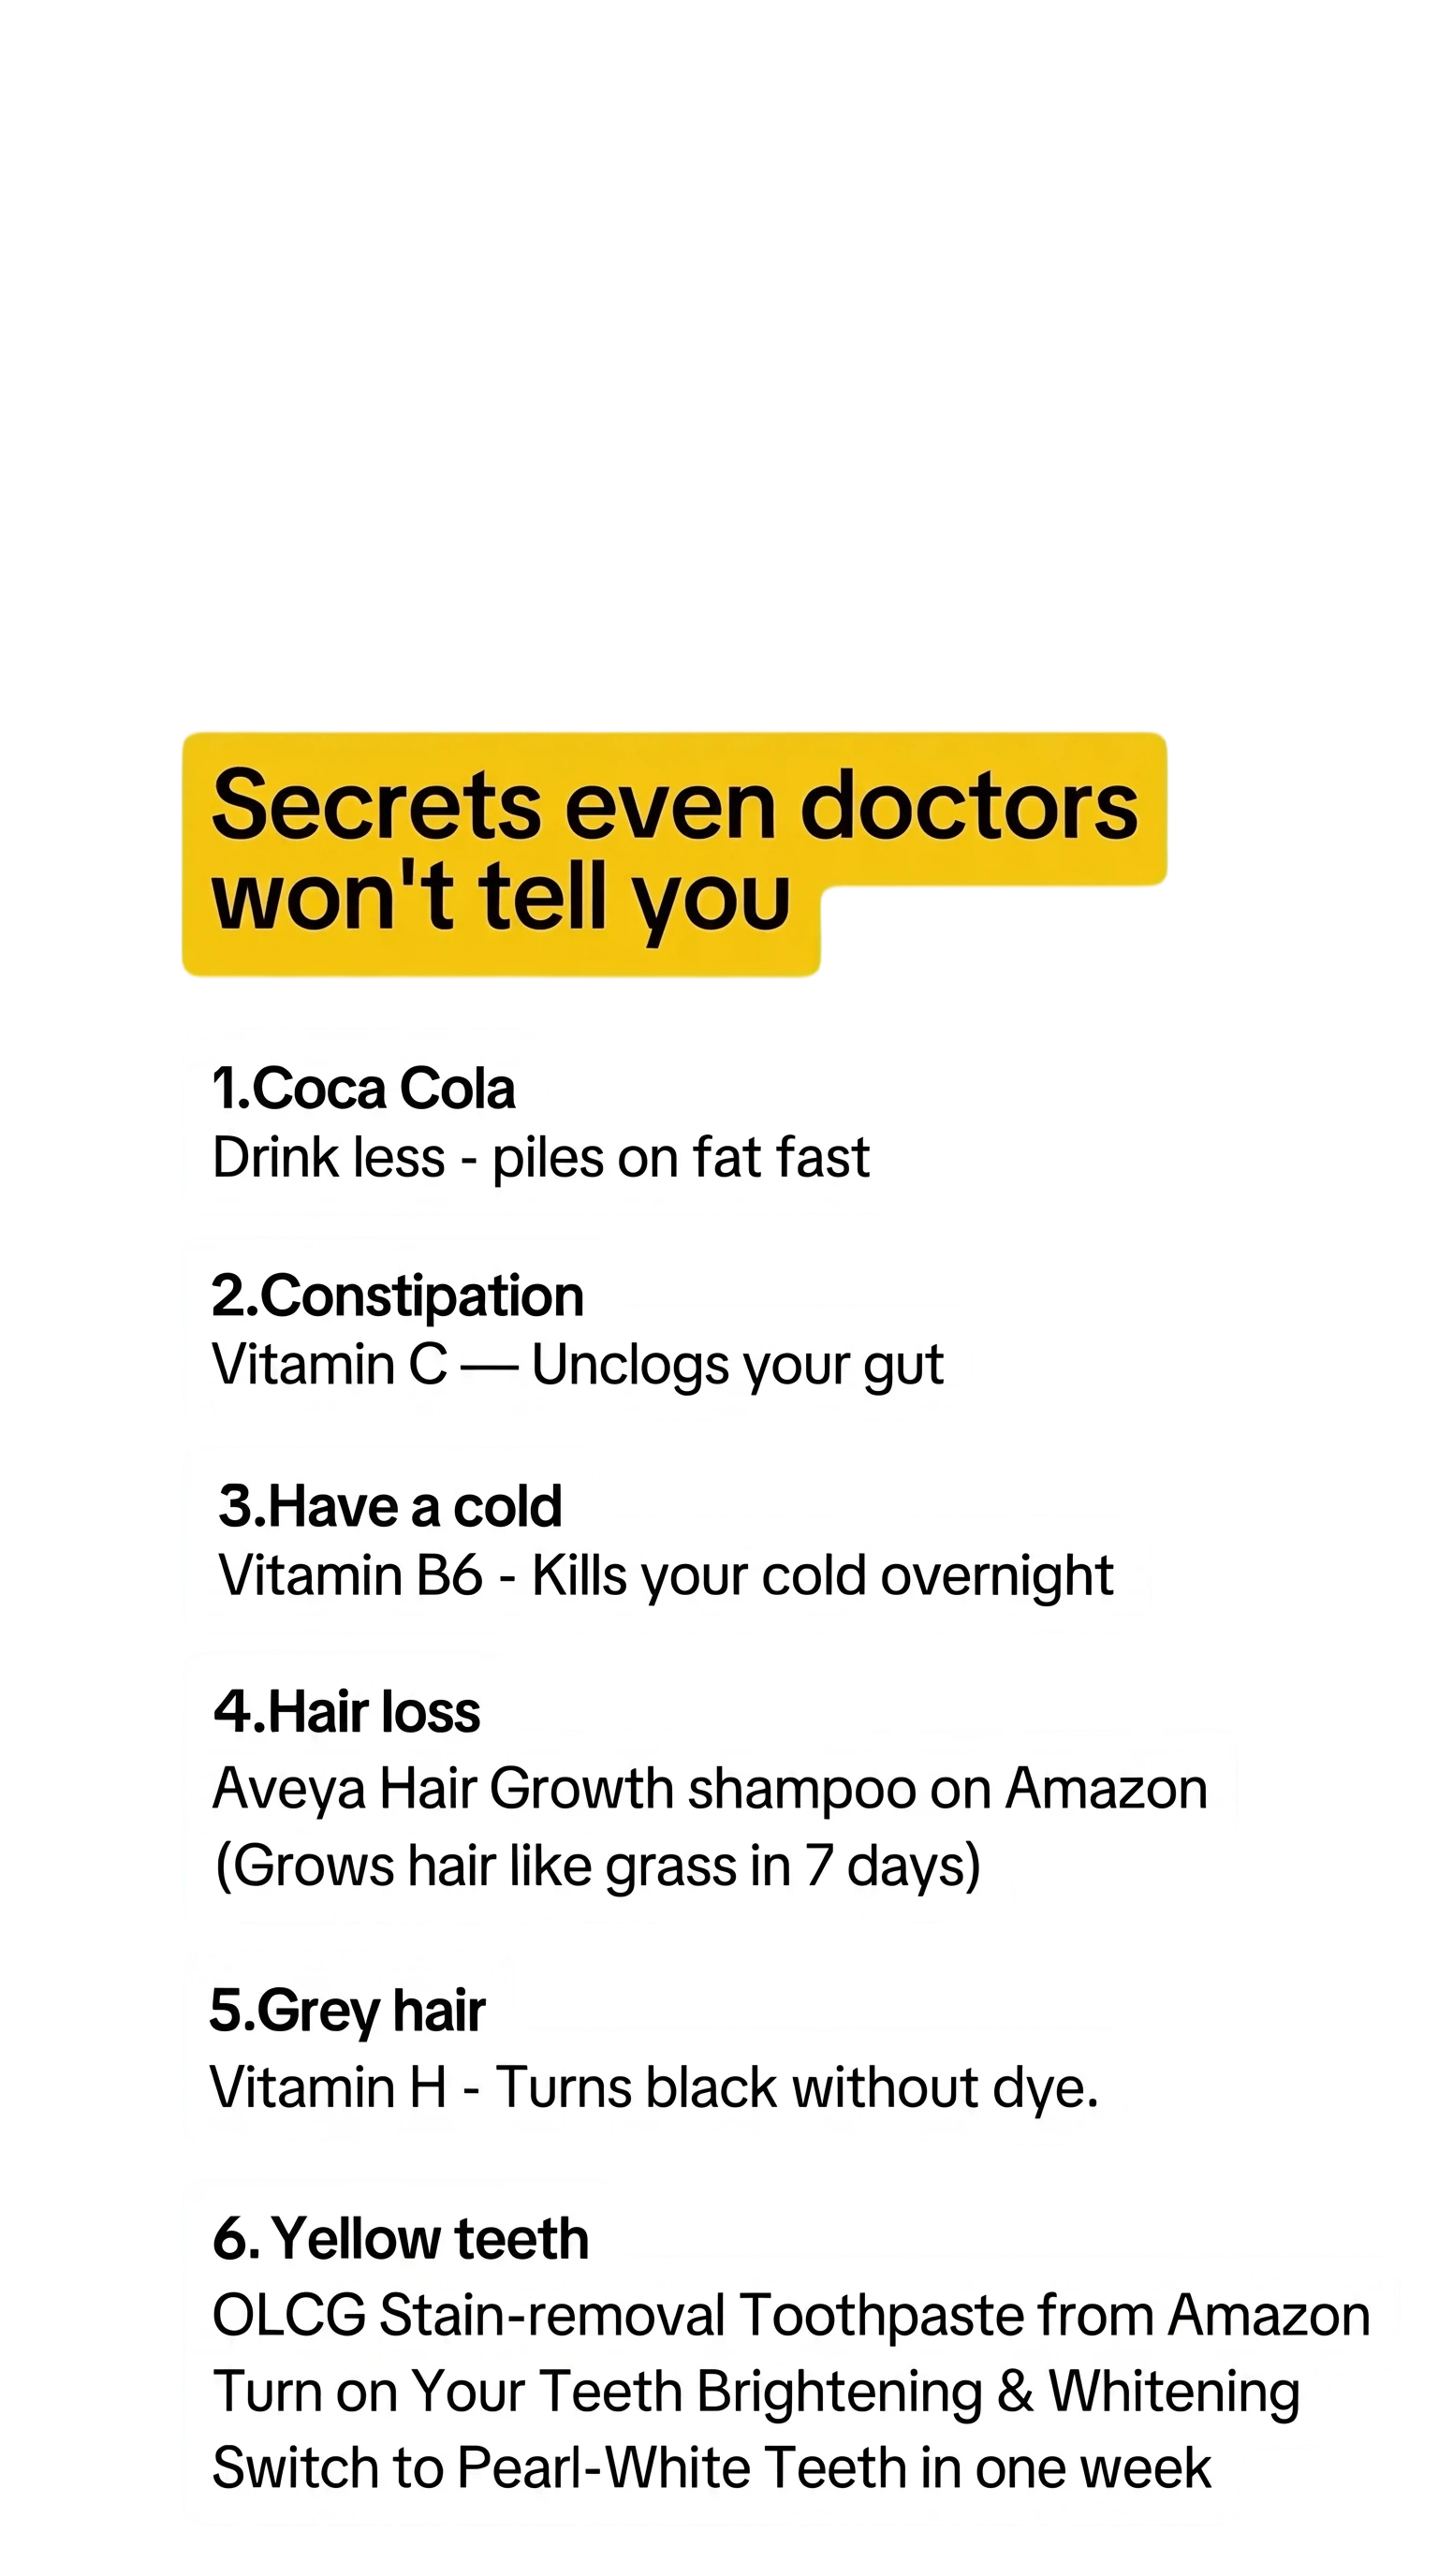 Secrets even doctors
won't tell you
1.Coca Cola
Drink less - piles on fat fast
2.Constipation
Vitamin C — Unclogs your gut
3.Have a cold
Vitamin B6 - Kills your cold overnight
4.Hair loss
Aveya Hair Growth shampoo on Amazon
(Grows hair like grass in 7 days)
5.Grey hair
Vitamin H - Turns black without dye.
6. Yellow teeth
OLCG Stain-removal Toothpaste from Amazon
Turn on Your Teeth Brightening & Whitening
Switch to Pearl-White Teeth in one week